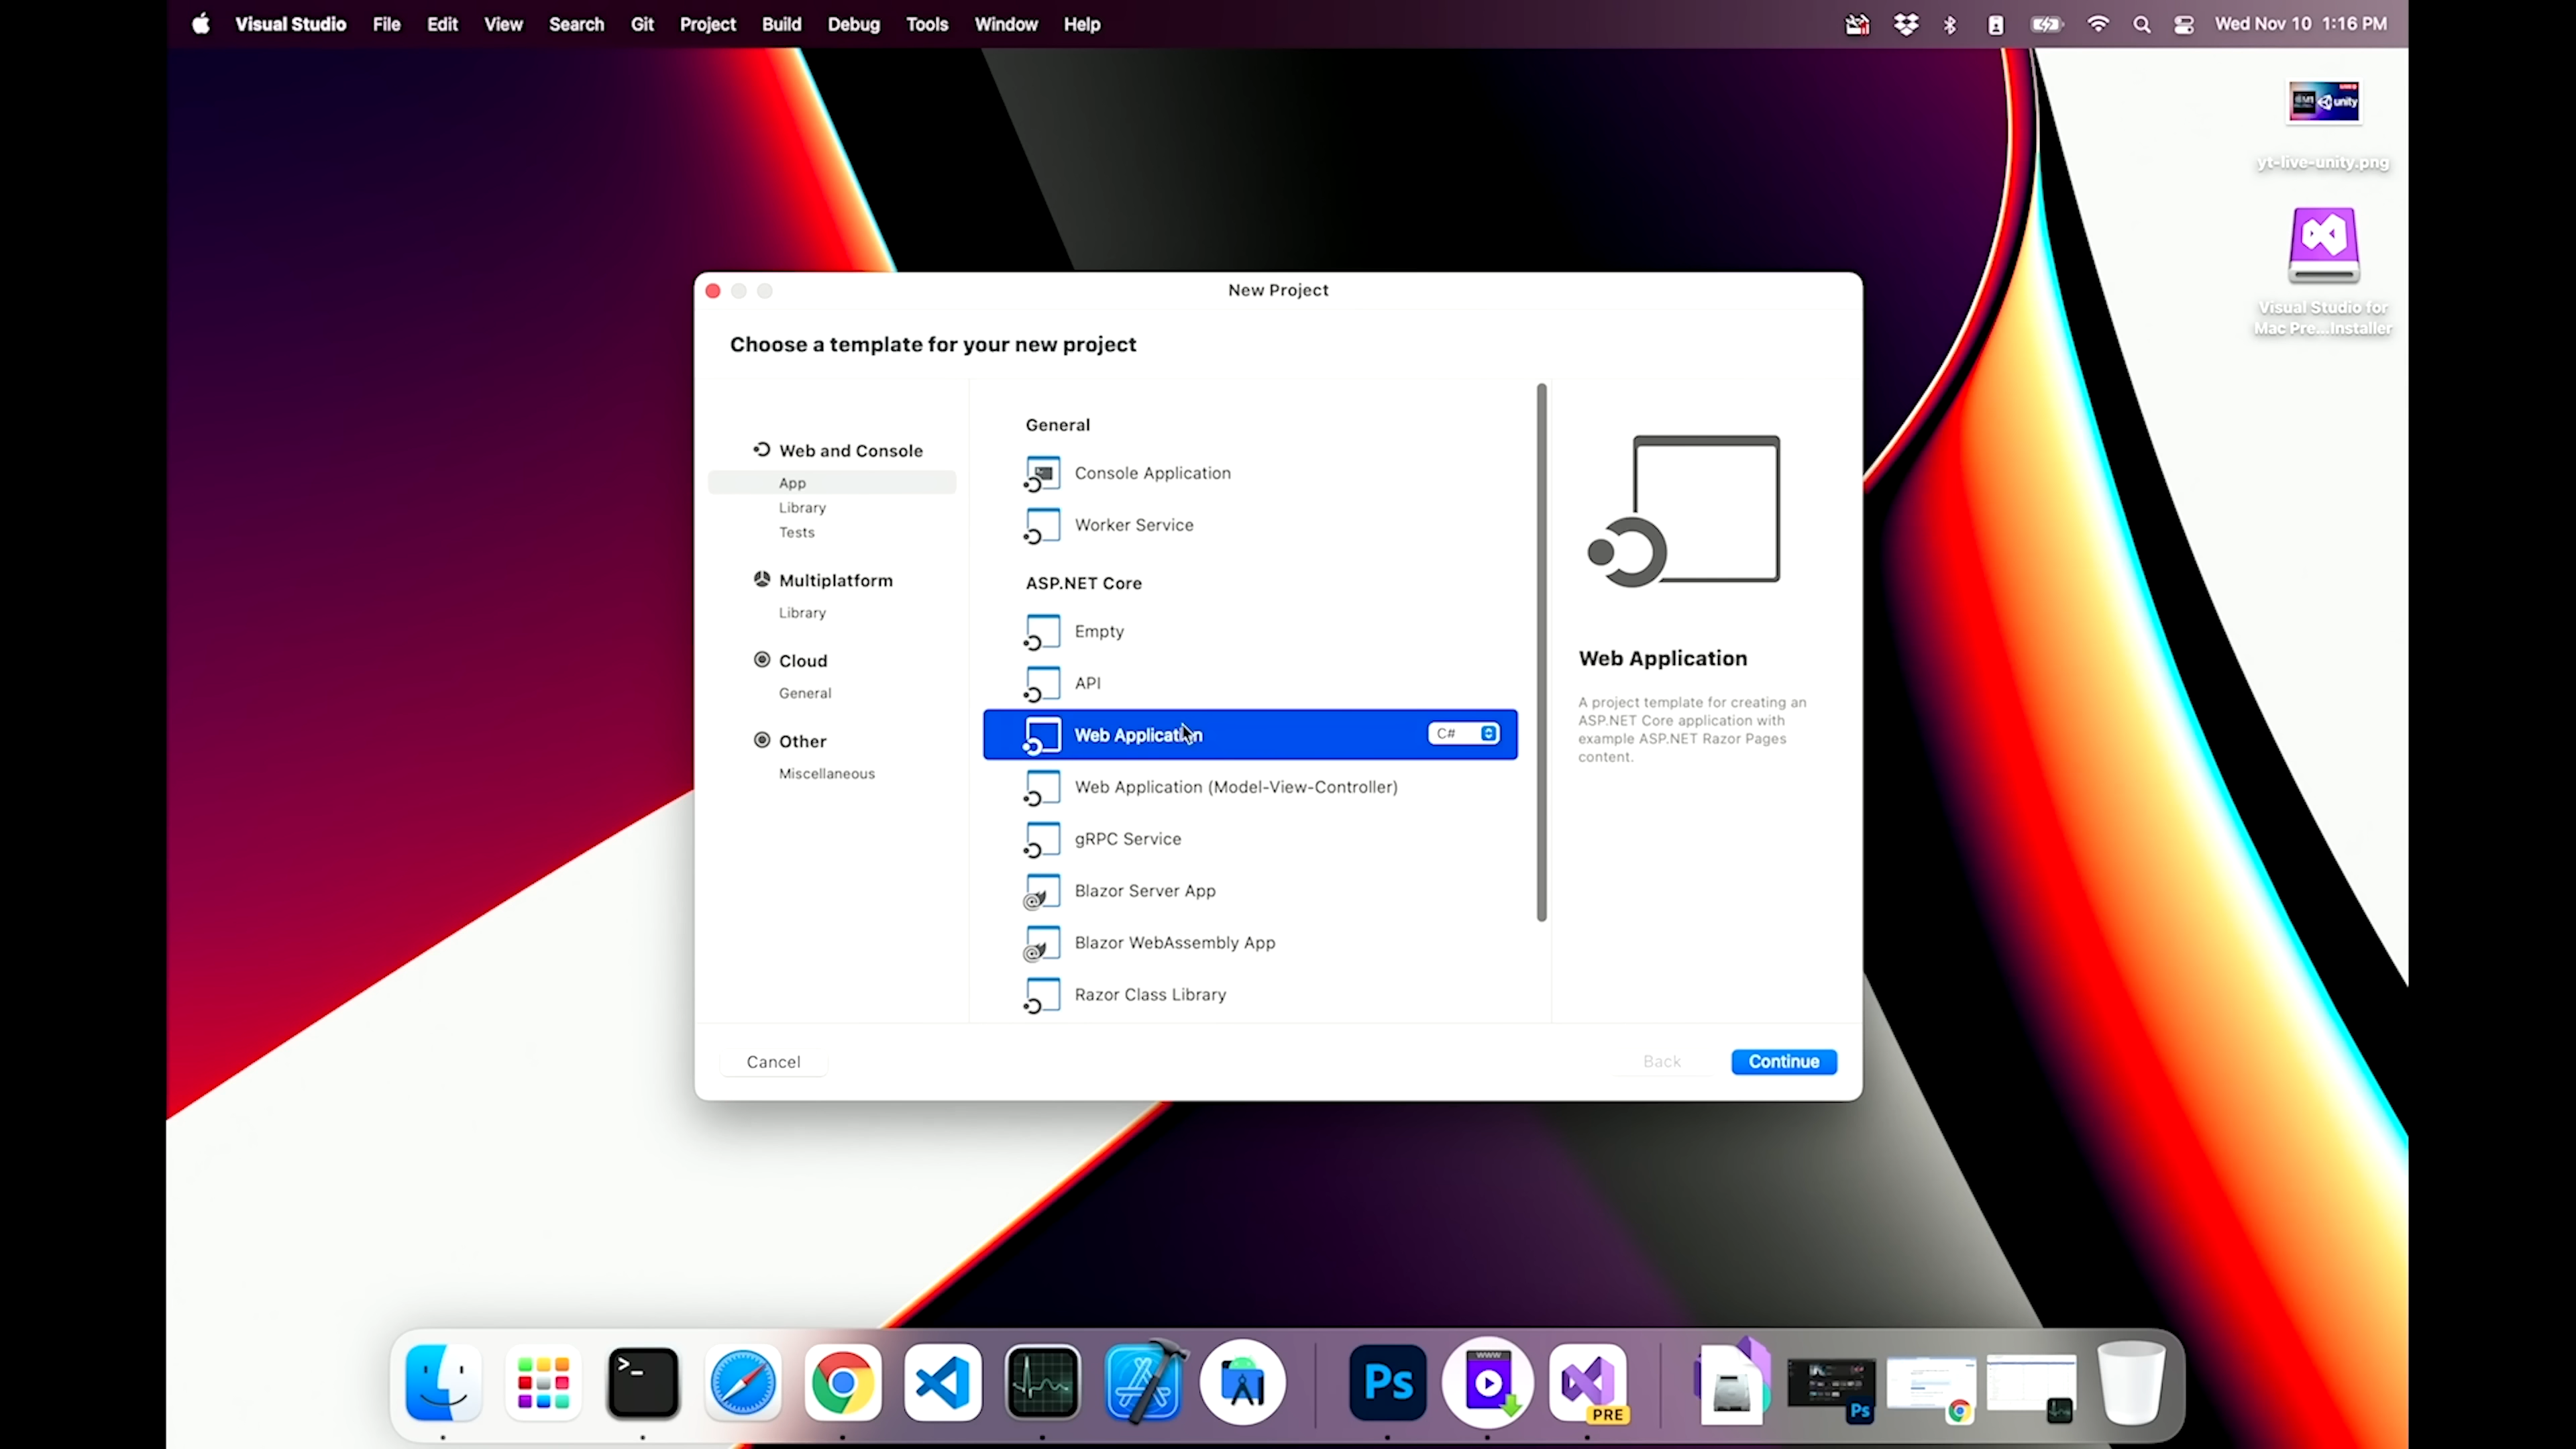 Visual Studio File Edit View Search Git Project Build Debug Tools Window Help
Wed Nov 10 1:16 PM
unity
yt-live-unity.png
Visual Studio for
Mac Pre...Installer
New Project
Choose a template for your new project
Web and Console
App
Library
Tests
Multiplatform
Library
Cloud
General
Other
Miscellaneous
General
Console Application
Worker Service
ASP.NET Core
Empty
API
Web Application
C#
Web Application (Model-View-Controller)
gRPC Service
Blazor Server App
Blazor WebAssembly App
Razor Class Library
Web Application
A project template for creating an
ASP.NET Core application with
example ASP.NET Razor Pages
content.
Cancel
Back
Continue
>_
Ps
WWW
PRE
Ps